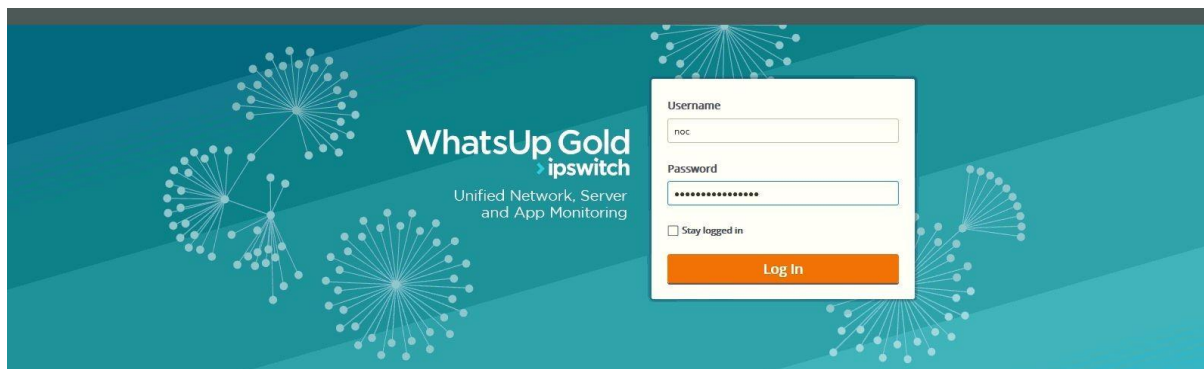 WhatsUp Gold
ipswitch
Unified Network, Server
and App Monitoring
Username
noc
Password
••••••••••••••••
Stay logged in
Log In